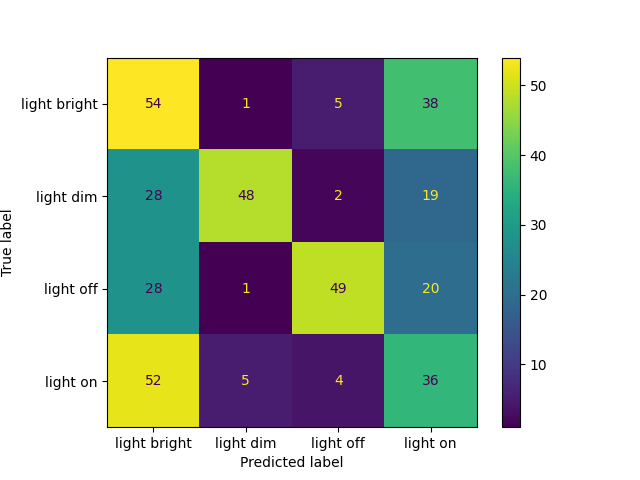 light bright 54 1 5 38
light dim 28 48 2 19
light off 28 1 49 20
light on 52 5 4 36
light bright light dim light off light on
Predicted label
True label
50
40
30
20
10